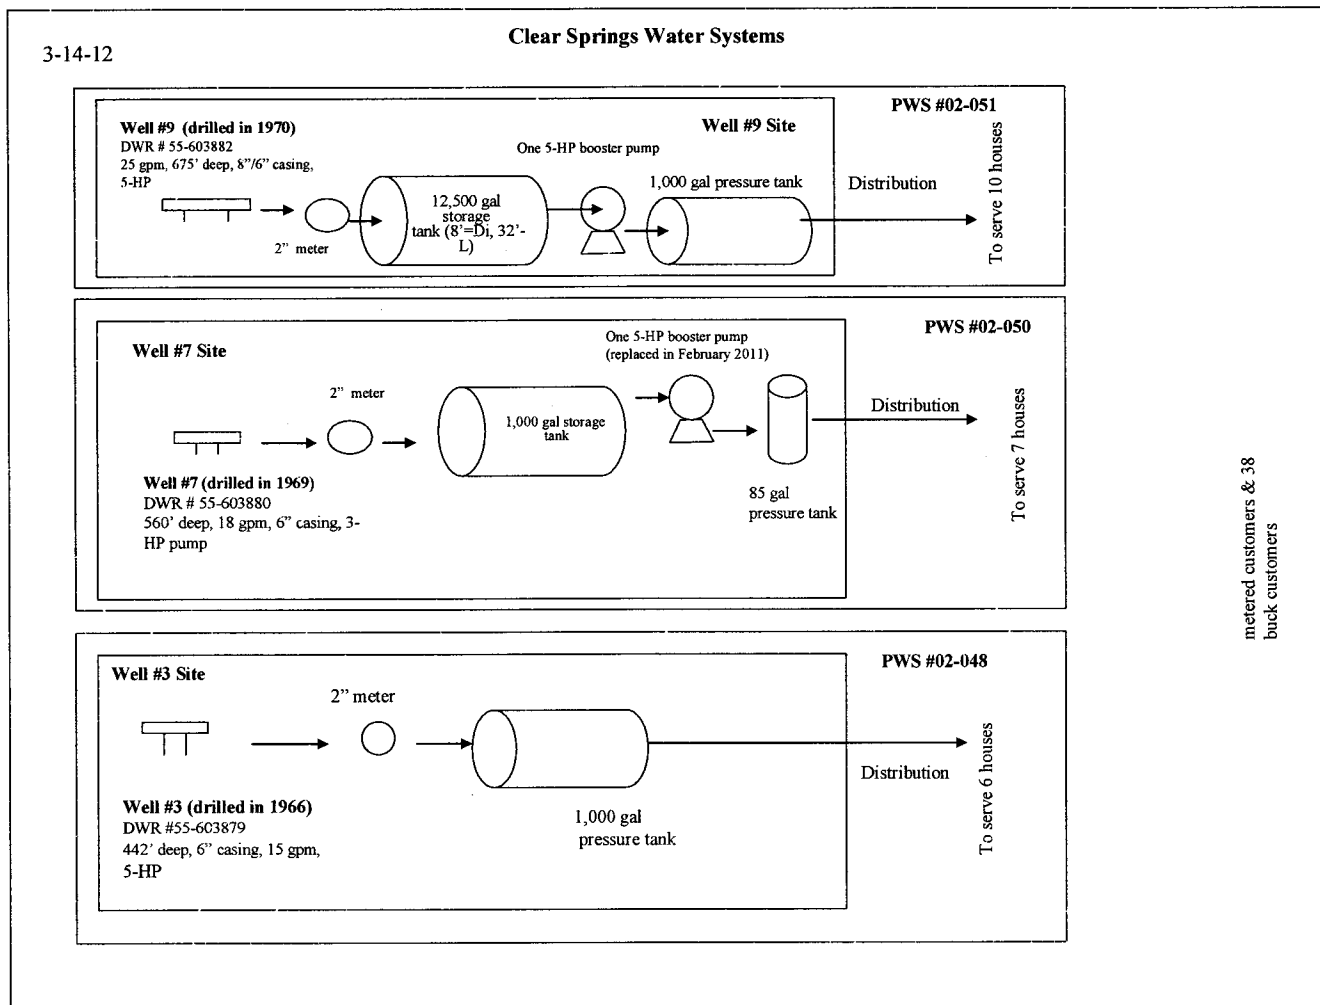 Clear Springs Water Systems
3-14-12
PWS #02-051
Well #9 (drilled in 1970)
DWR # 55-603882
25 gpm, 675' deep, 8"/6" casing,
5-HP
Well #9 Site
One 5-HP booster pump
1,000 gal pressure tank
12,500 gal
storage
tank (8'=Di, 32'-
L)
2" meter
Distribution
To serve 10 houses
PWS #02-050
Well #7 Site
One 5-HP booster pump
(replaced in February 2011)
2" meter
1,000 gal storage
tank
Distribution
Well #7 (drilled in 1969)
DWR # 55-603880
560' deep, 18 gpm, 6" casing, 3-
HP pump
85 gal
pressure tank
To serve 7 houses
metered customers & 38
buck customers
PWS #02-048
Well #3 Site
2" meter
Distribution
Well #3 (drilled in 1966)
DWR #55-603879
442' deep, 6" casing, 15 gpm,
5-HP
1,000 gal
pressure tank
To serve 6 houses